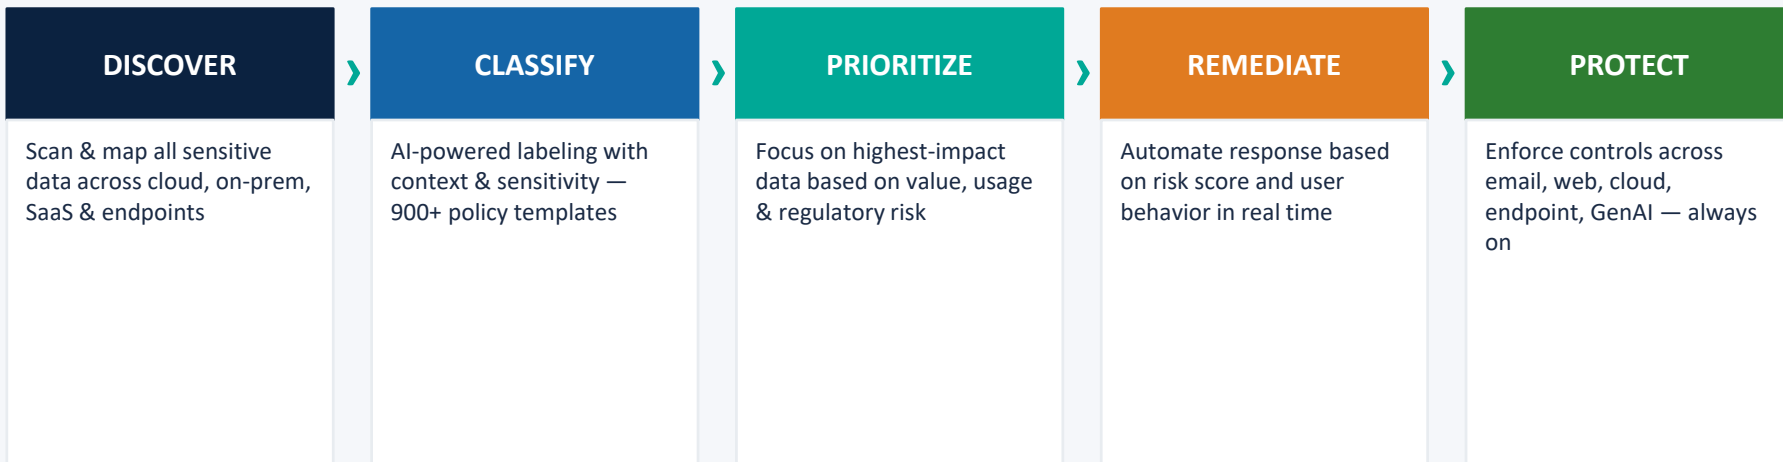 DISCOVER
Scan & map all sensitive
data across cloud, on-prem,
SaaS & endpoints
›
CLASSIFY
AI-powered labeling with
context & sensitivity —
900+ policy templates
›
PRIORITIZE
Focus on highest-impact
data based on value, usage
& regulatory risk
›
REMEDIATE
Automate response based
on risk score and user
behavior in real time
›
PROTECT
Enforce controls across
email, web, cloud,
endpoint, GenAI — always
on